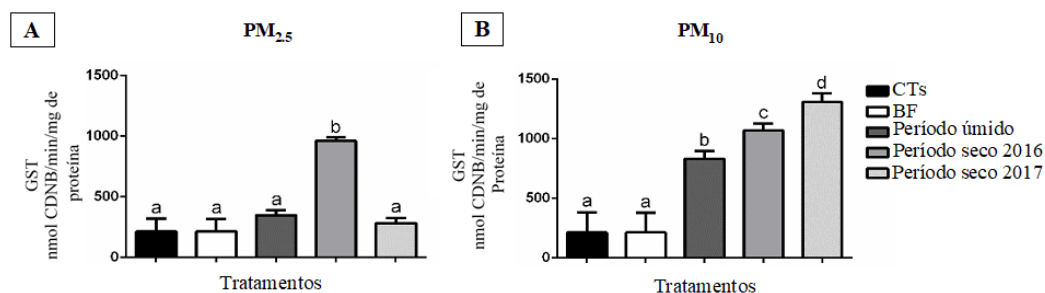 A
PM2.5
GST
nmol CDNB/min/mg de
proteína
1500
1000
500
0
a
a
a
b
a
Tratamentos
B
PM10
GST
nmol CDNB/min/mg de
Proteína
1500
1000
500
0
a
a
b
c
d
Tratamentos
CTs
BF
Período úmido
Período seco 2016
Período seco 2017